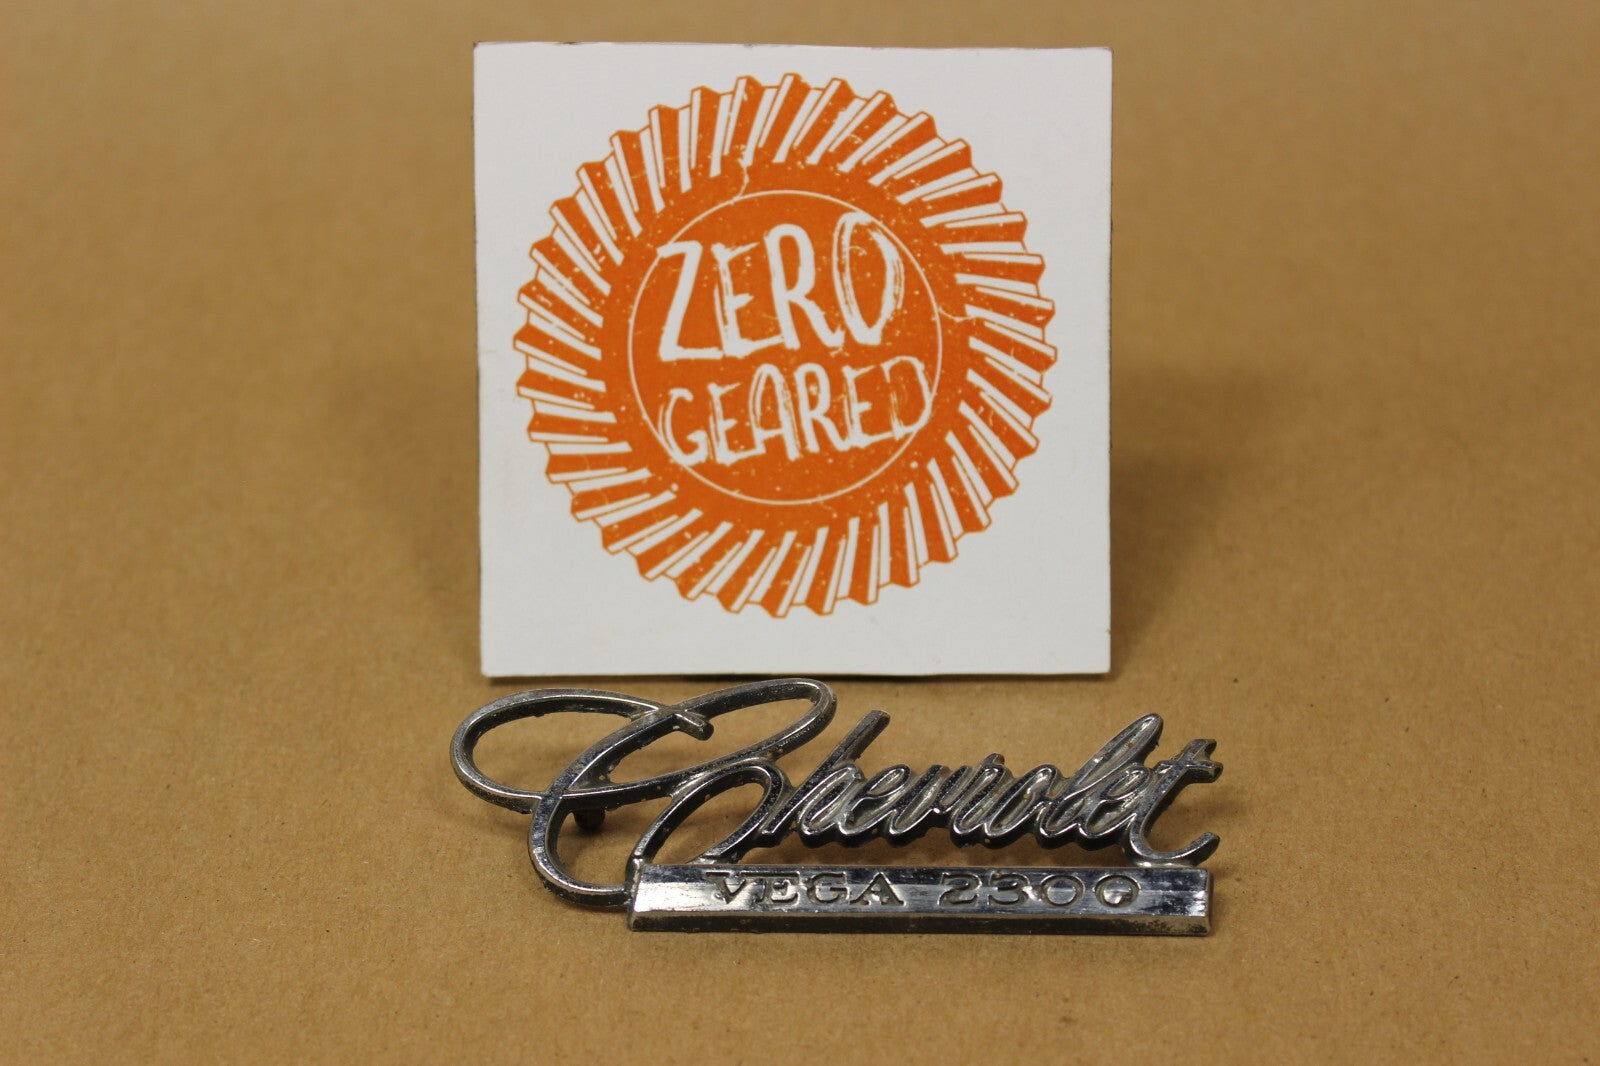 ZERO
GEARED
Chevrolet
VEGA 2300